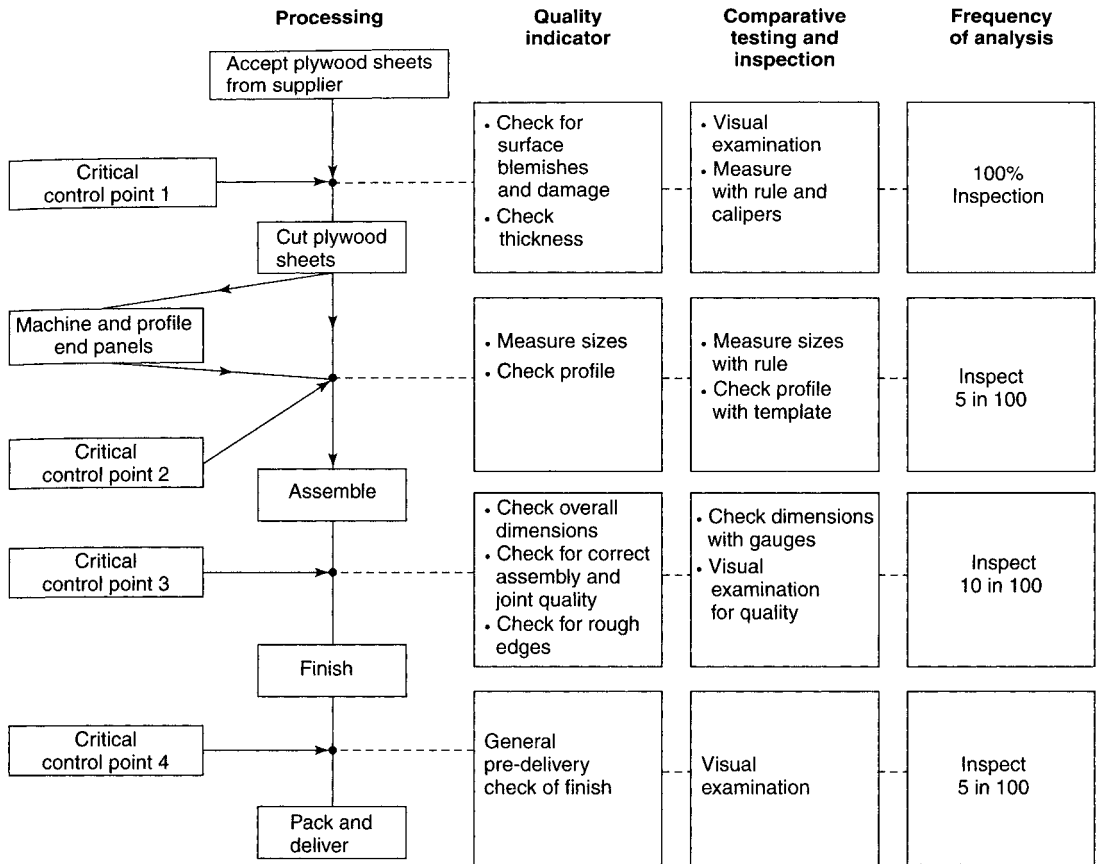 Processing
Quality
indicator
Comparative
testing and
inspection
Frequency
of analysis
Accept plywood sheets
from supplier
Critical
control point 1
• Check for
surface
blemishes
and damage
• Check
thickness
• Visual
examination
• Measure
with rule and
calipers
100%
Inspection
Cut plywood
sheets
Machine and profile
end panels
Critical
control point 2
• Measure sizes
• Check profile
• Measure sizes
with rule
• Check profile
with template
Inspect
5 in 100
Assemble
Critical
control point 3
• Check overall
dimensions
• Check for correct
assembly and
joint quality
• Check for rough
edges
• Check dimensions
with gauges
• Visual
examination
for quality
Inspect
10 in 100
Finish
Critical
control point 4
General
pre-delivery
check of finish
Visual
examination
Inspect
5 in 100
Pack and
deliver